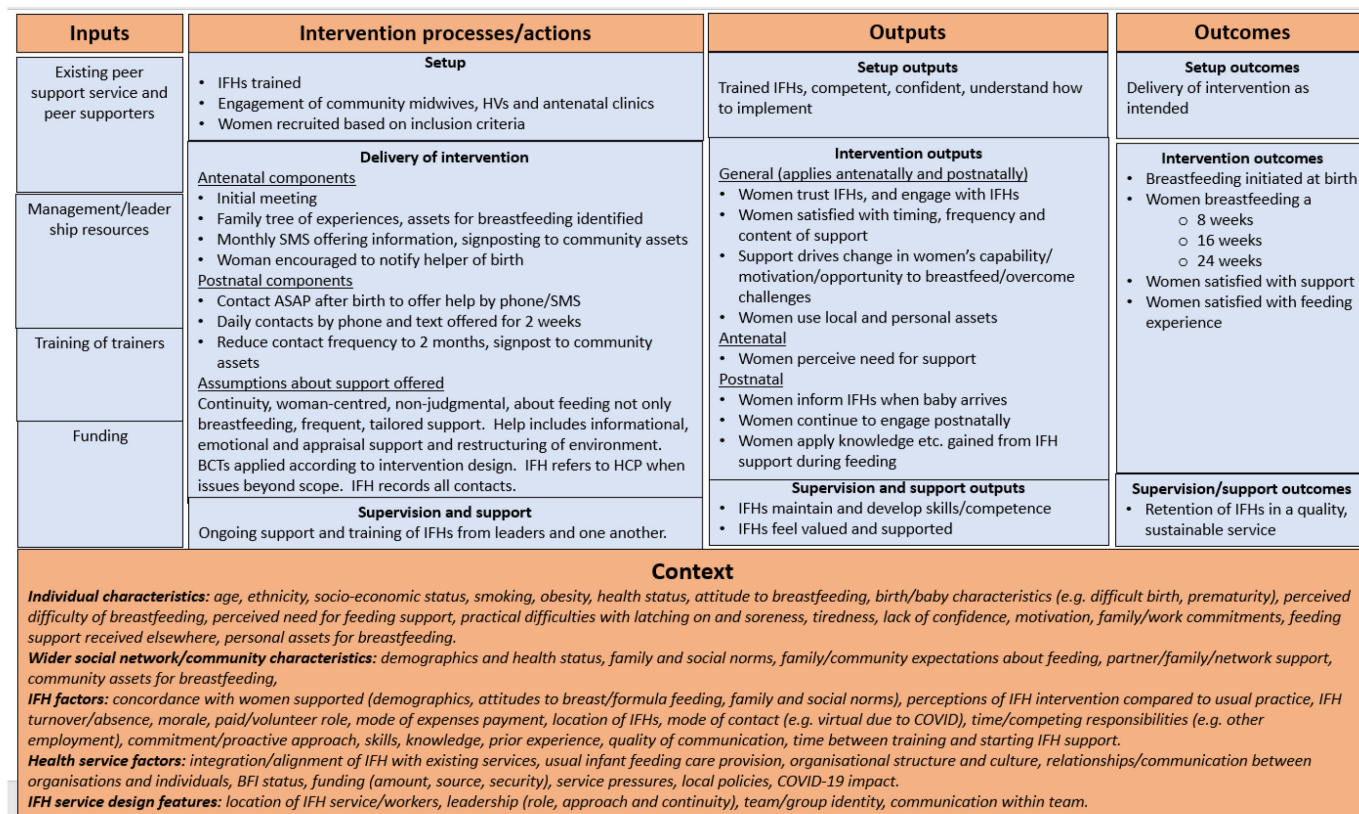 Inputs
Existing peer
support service and
peer supporters
Management/leader
ship resources
Training of trainers
Funding
Intervention processes/actions
Setup
• IFHs trained
• Engagement of community midwives, HVs and antenatal clinics
• Women recruited based on inclusion criteria
Delivery of intervention
Antenatal components
• Initial meeting
• Family tree of experiences, assets for breastfeeding identified
• Monthly SMS offering information, signposting to community assets
• Woman encouraged to notify helper of birth
Postnatal components
• Contact ASAP after birth to offer help by phone/SMS
• Daily contacts by phone and text offered for 2 weeks
• Reduce contact frequency to 2 months, signpost to community
assets
Assumptions about support offered
Continuity, woman-centred, non-judgmental, about feeding not only
breastfeeding, frequent, tailored support. Help includes informational,
emotional and appraisal support and restructuring of environment.
BCTs applied according to intervention design. IFH refers to HCP when
issues beyond scope. IFH records all contacts.
Supervision and support
Ongoing support and training of IFHs from leaders and one another.
Outputs
Setup outputs
Trained IFHs, competent, confident, understand how
to implement
Intervention outputs
General (applies antenatally and postnatally)
• Women trust IFHs, and engage with IFHs
• Women satisfied with timing, frequency and
content of support
• Support drives change in women's capability/
motivation/opportunity to breastfeed/overcome
challenges
• Women use local and personal assets
Antenatal
• Women perceive need for support
Postnatal
• Women inform IFHs when baby arrives
• Women continue to engage postnatally
• Women apply knowledge etc. gained from IFH
support during feeding
Supervision and support outputs
• IFHs maintain and develop skills/competence
• IFHs feel valued and supported
Outcomes
Setup outcomes
Delivery of intervention as
intended
Intervention outcomes
• Breastfeeding initiated at birth
• Women breastfeeding a
o 8 weeks
o 16 weeks
o 24 weeks
• Women satisfied with support
• Women satisfied with feeding
experience
Supervision/support outcomes
• Retention of IFHs in a quality,
sustainable service
Context
Individual characteristics: age, ethnicity, socio-economic status, smoking, obesity, health status, attitude to breastfeeding, birth/baby characteristics (e.g. difficult birth, prematurity), perceived
difficulty of breastfeeding, perceived need for feeding support, practical difficulties with latching on and soreness, tiredness, lack of confidence, motivation, family/work commitments, feeding
support received elsewhere, personal assets for breastfeeding.
Wider social network/community characteristics: demographics and health status, family and social norms, family/community expectations about feeding, partner/family/network support,
community assets for breastfeeding,
IFH factors: concordance with women supported (demographics, attitudes to breast/formula feeding, family and social norms), perceptions of IFH intervention compared to usual practice, IFH
turnover/absence, morale, paid/volunteer role, mode of expenses payment, location of IFHs, mode of contact (e.g. virtual due to COVID), time/competing responsibilities (e.g. other
employment), commitment/proactive approach, skills, knowledge, prior experience, quality of communication, time between training and starting IFH support.
Health service factors: integration/alignment of IFH with existing services, usual infant feeding care provision, organisational structure and culture, relationships/communication between
organisations and individuals, BFI status, funding (amount, source, security), service pressures, local policies, COVID-19 impact.
IFH service design features: location of IFH service/workers, leadership (role, approach and continuity), team/group identity, communication within team.